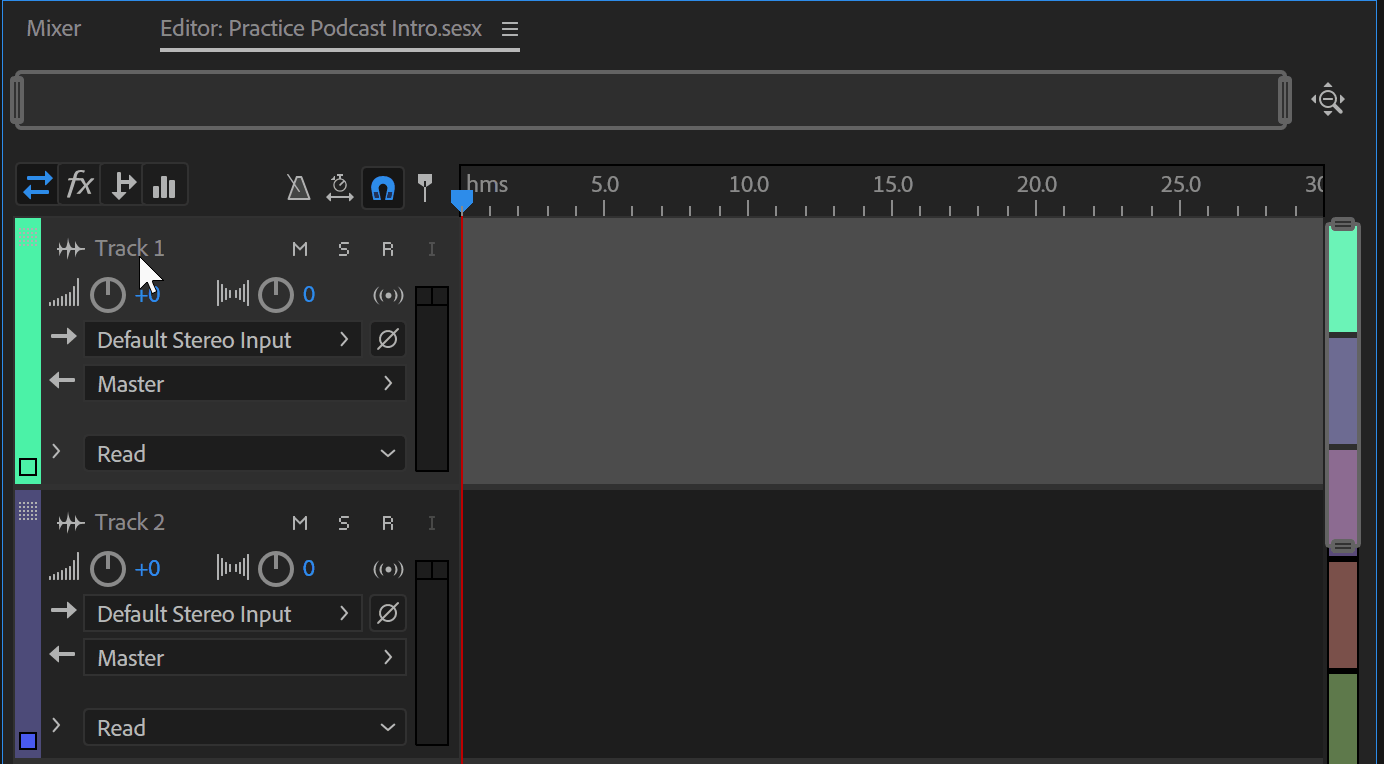 Mixer
Editor: Practice Podcast Intro.sesx
fx
hms 5.0 10.0 15.0 20.0 25.0
Track 1 M S R I
+0 0
Default Stereo Input
Master
Read
Track 2 M S R I
+0 0
Default Stereo Input
Master
Read